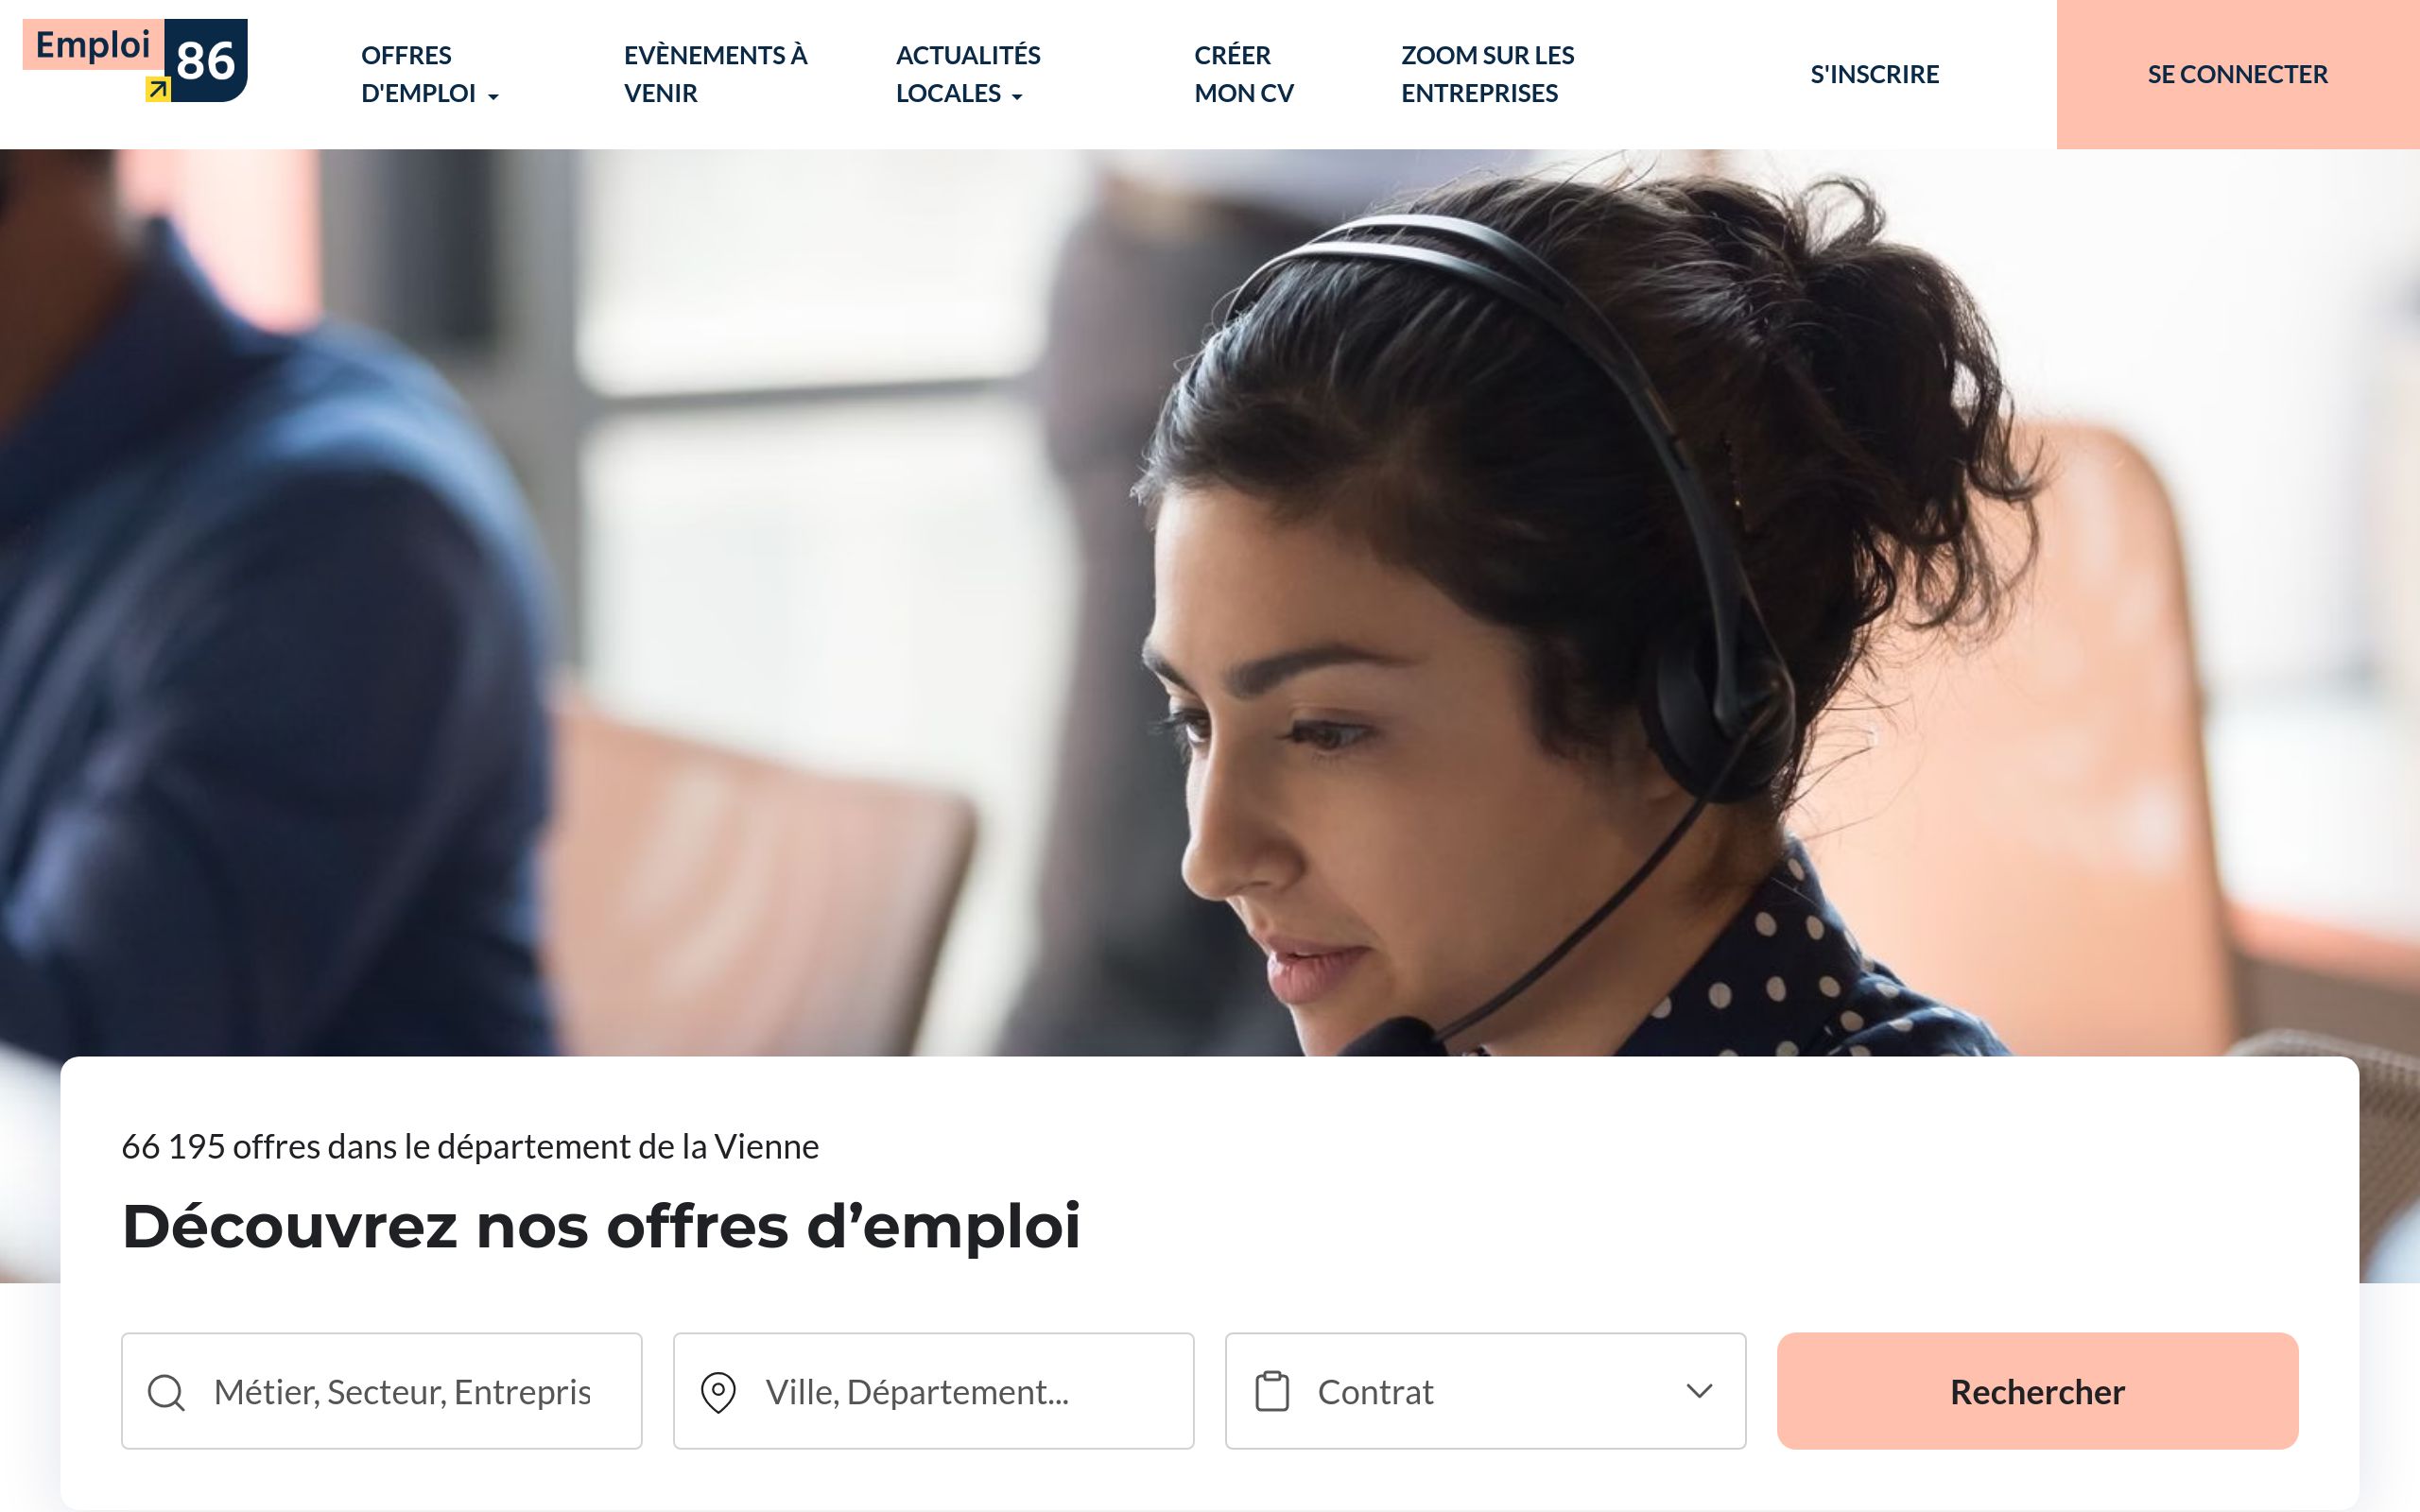 Emploi 86
OFFRES
D'EMPLOI
EVÈNEMENTS À
VENIR
ACTUALITÉS
LOCALES
CRÉER
MON CV
ZOOM SUR LES
ENTREPRISES
S'INSCRIRE
SE CONNECTER
66 195 offres dans le département de la Vienne
Découvrez nos offres d’emploi
Métier, Secteur, Entrepris
Ville, Département...
Contrat
Rechercher